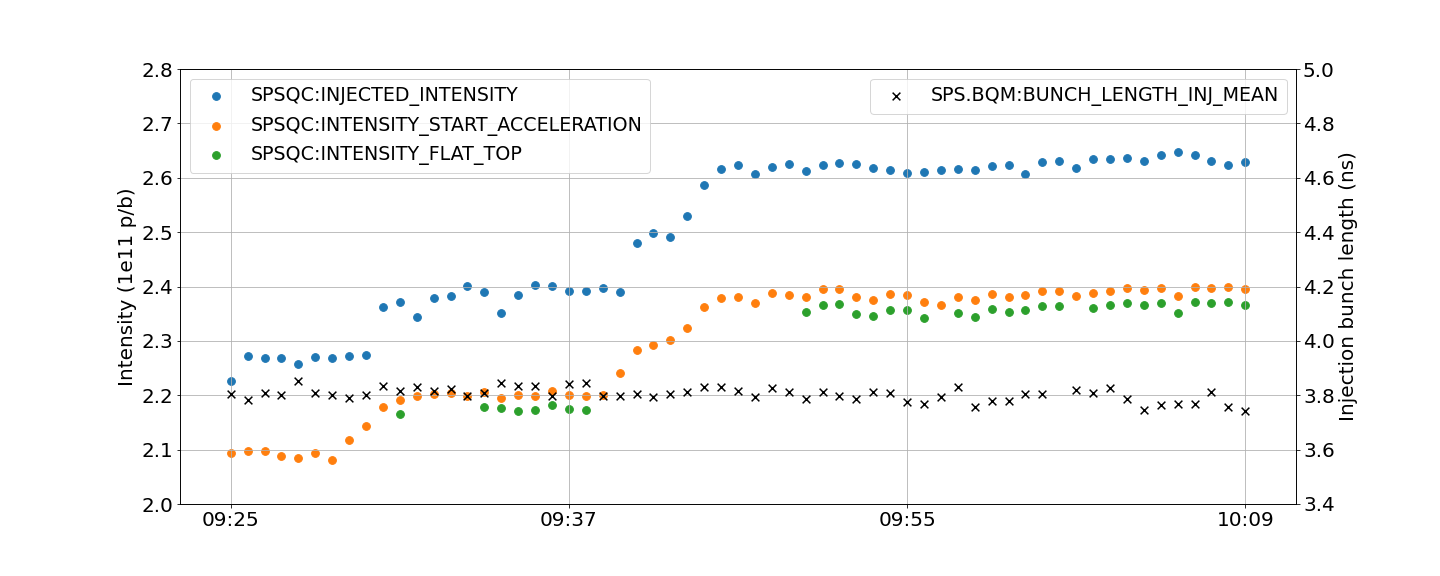 SPSQC:INJECTED_INTENSITY
SPSQC:INTENSITY_START_ACCELERATION
SPSQC:INTENSITY_FLAT_TOP
SPS.BQM:BUNCH_LENGTH_INJ_MEAN
Intensity (1e11 p/b)
2.8
2.7
2.6
2.5
2.4
2.3
2.2
2.1
2.0
5.0
4.8
4.6
4.4
4.2
4.0
3.8
3.6
3.4
Injection bunch length (ns)
09:25 09:37 09:55 10:09